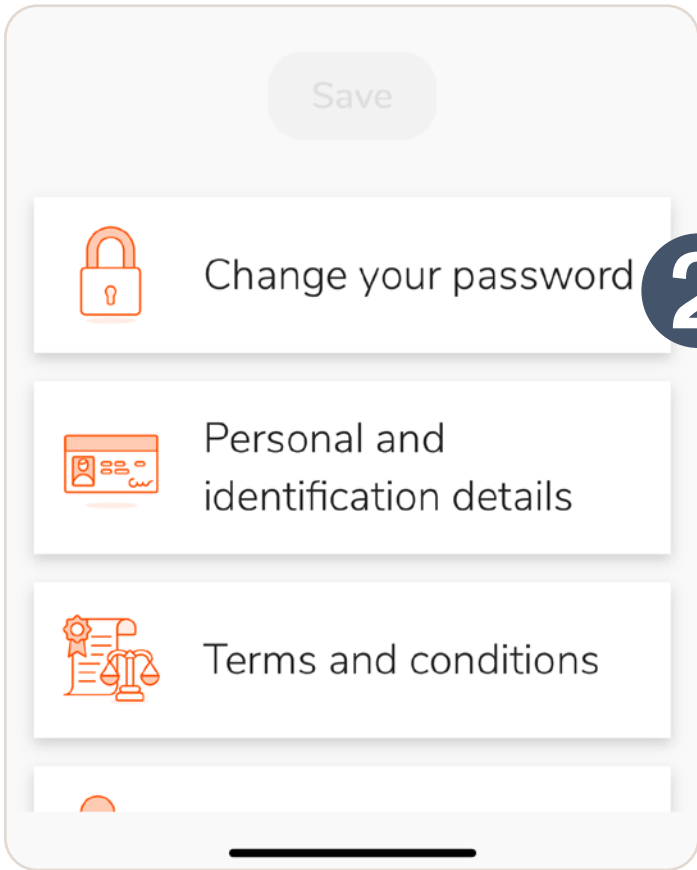 Save
Change your password
2
Personal and
identification details
Terms and conditions